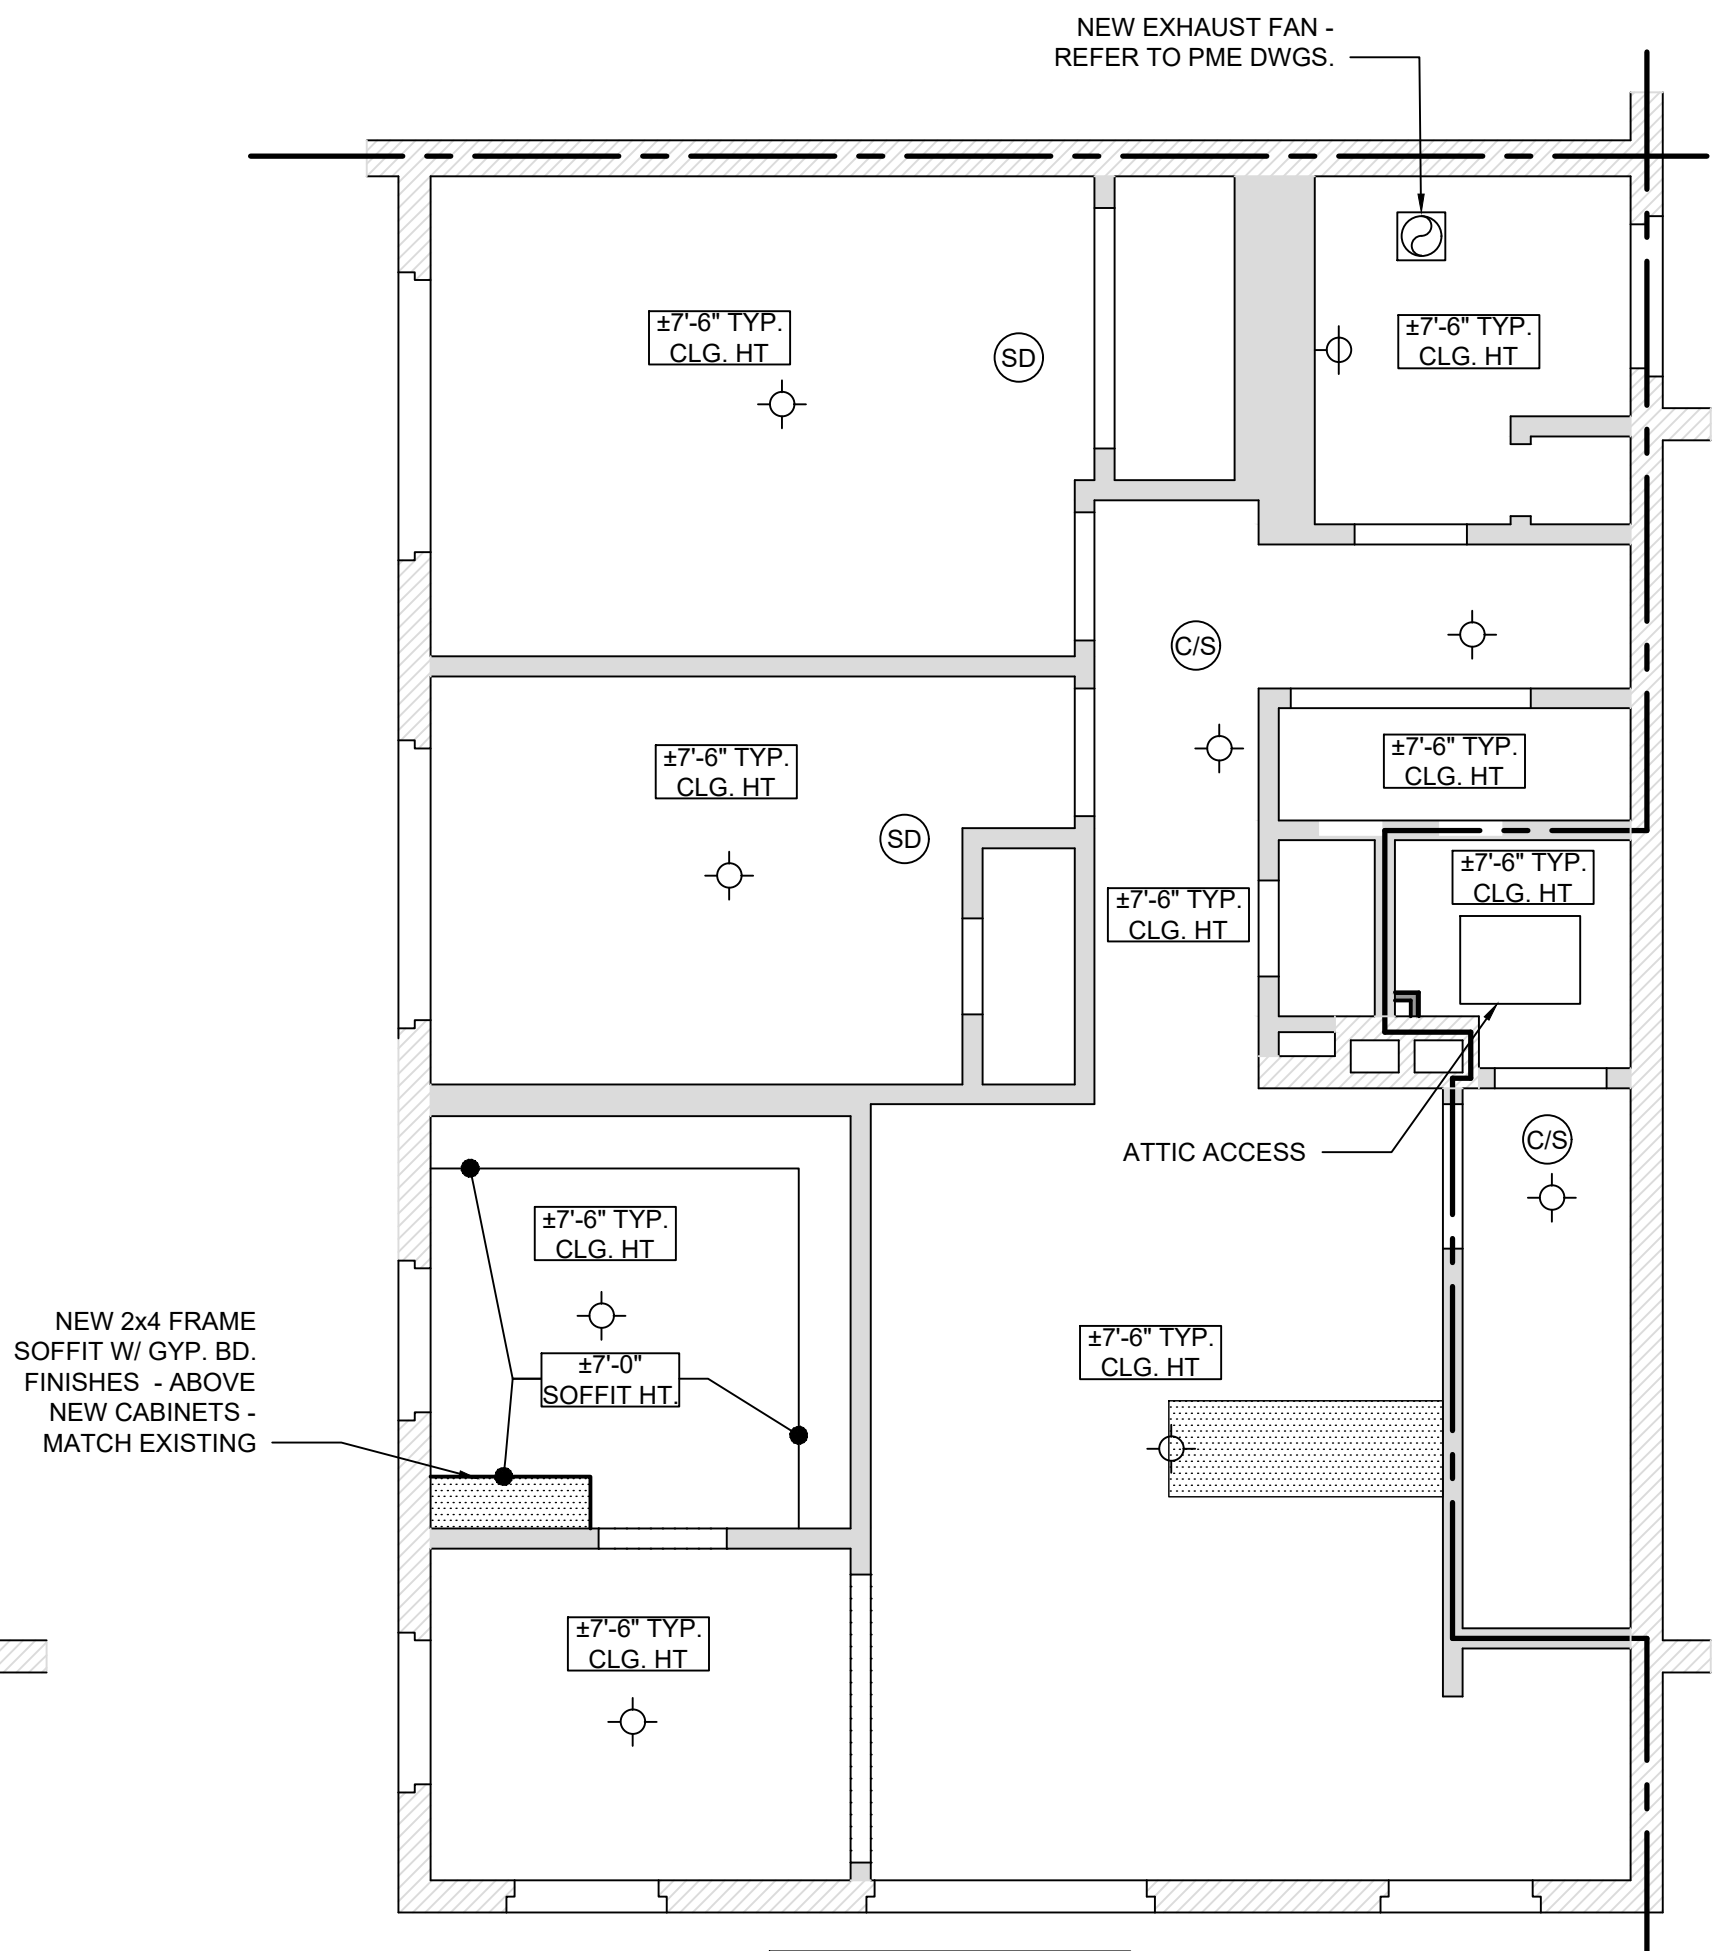 NEW EXHAUST FAN -
REFER TO PME DWGS.
±7'-6" TYP.
CLG. HT
SD
±7'-6" TYP.
CLG. HT
C/S
±7'-6" TYP.
CLG. HT
SD
±7'-6" TYP.
CLG. HT
±7'-6" TYP.
CLG. HT
±7'-6" TYP.
CLG. HT
C/S
ATTIC ACCESS
±7'-6" TYP.
CLG. HT
NEW 2x4 FRAME
SOFFIT W/ GYP. BD.
FINISHES - ABOVE
NEW CABINETS -
MATCH EXISTING
±7'-0"
SOFFIT HT.
±7'-6" TYP.
CLG. HT
±7'-6" TYP.
CLG. HT